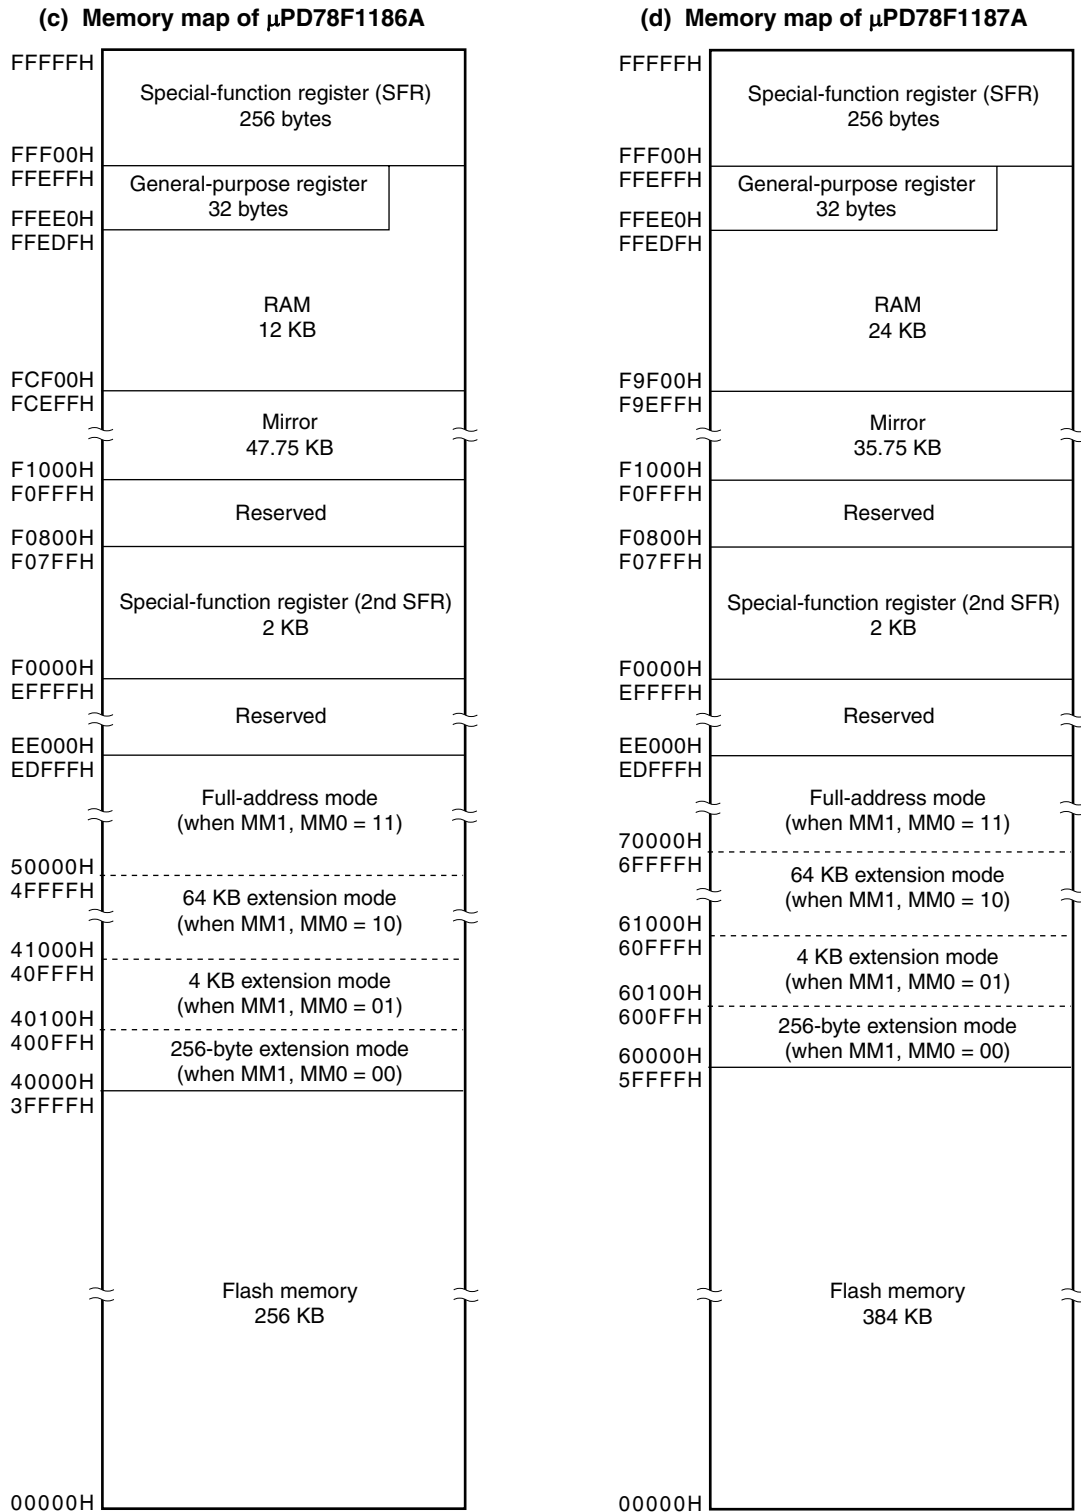 (c) Memory map of μPD78F1186A
FFFFFH
Special-function register (SFR)
256 bytes
FFF00H
FFEFFH
General-purpose register
32 bytes
FFEE0H
FFEDFH
RAM
12 KB
FCF00H
FCEFFH
Mirror
47.75 KB
F1000H
F0FFFH
Reserved
F0800H
F07FFH
Special-function register (2nd SFR)
2 KB
F0000H
EFFFFH
Reserved
EE000H
EDFFFH
Full-address mode
(when MM1, MM0 = 11)
50000H
4FFFFH
64 KB extension mode
(when MM1, MM0 = 10)
41000H
40FFFH
4 KB extension mode
(when MM1, MM0 = 01)
40100H
400FFH
256-byte extension mode
(when MM1, MM0 = 00)
40000H
3FFFFH
Flash memory
256 KB
00000H
(d) Memory map of μPD78F1187A
FFFFFH
Special-function register (SFR)
256 bytes
FFF00H
FFEFFH
General-purpose register
32 bytes
FFEE0H
FFEDFH
RAM
24 KB
F9F00H
F9EFFH
Mirror
35.75 KB
F1000H
F0FFFH
Reserved
F0800H
F07FFH
Special-function register (2nd SFR)
2 KB
F0000H
EFFFFH
Reserved
EE000H
EDFFFH
Full-address mode
(when MM1, MM0 = 11)
70000H
6FFFFH
64 KB extension mode
(when MM1, MM0 = 10)
61000H
60FFFH
4 KB extension mode
(when MM1, MM0 = 01)
60100H
600FFH
256-byte extension mode
(when MM1, MM0 = 00)
60000H
5FFFFH
Flash memory
384 KB
00000H